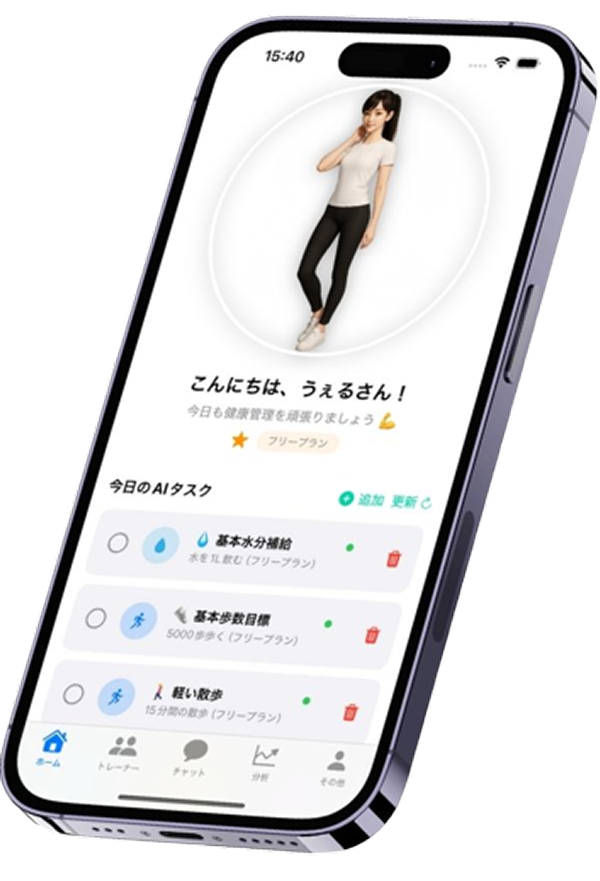 15:40
こんにちは、うぇるさん！
今日も健康管理を頑張りましょう 💪
フリープラン
今日のAIタスク
追加 更新
💧 基本水分補給
水を1L飲む（フリープラン）
基本歩数目標
5000歩歩く（フリープラン）
軽い散歩
15分間の散歩（フリープラン）
ホーム
トレーナー
チャット
分析
その他